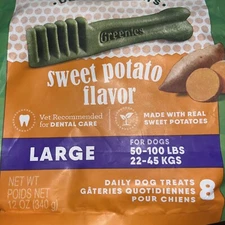 Greenies
sweet potato
flavor
Vet Recommended
for DENTAL CARE
MADE WITH REAL
SWEET POTATOES
LARGE
FOR DOGS
50-100 LBS
22-45 KGS
NET WT
POIDS NET
12 OZ (340 g)
DAILY DOG TREATS
GÂTERIES QUOTIDIENNES
POUR CHIENS
8